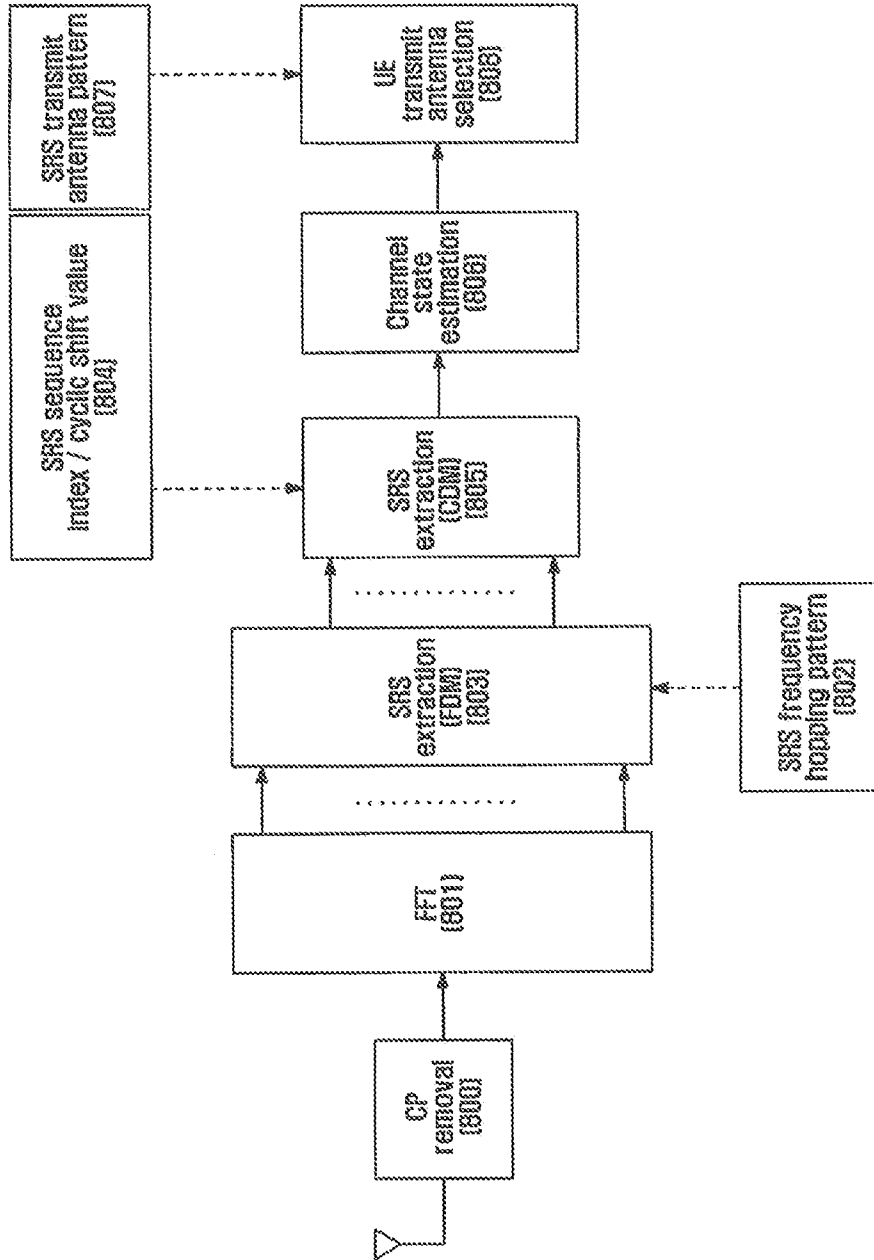 CP
removal
[800]
FFT
[801]
SRS frequency
hopping pattern
[802]
SRS
extraction
(FDM)
[803]
SRS sequence
index / cyclic shift value
[804]
SRS
extraction
(CDM)
[805]
Channel
state
estimation
[806]
SRS transmit
antenna pattern
[807]
UE
transmit
antenna
selection
[808]